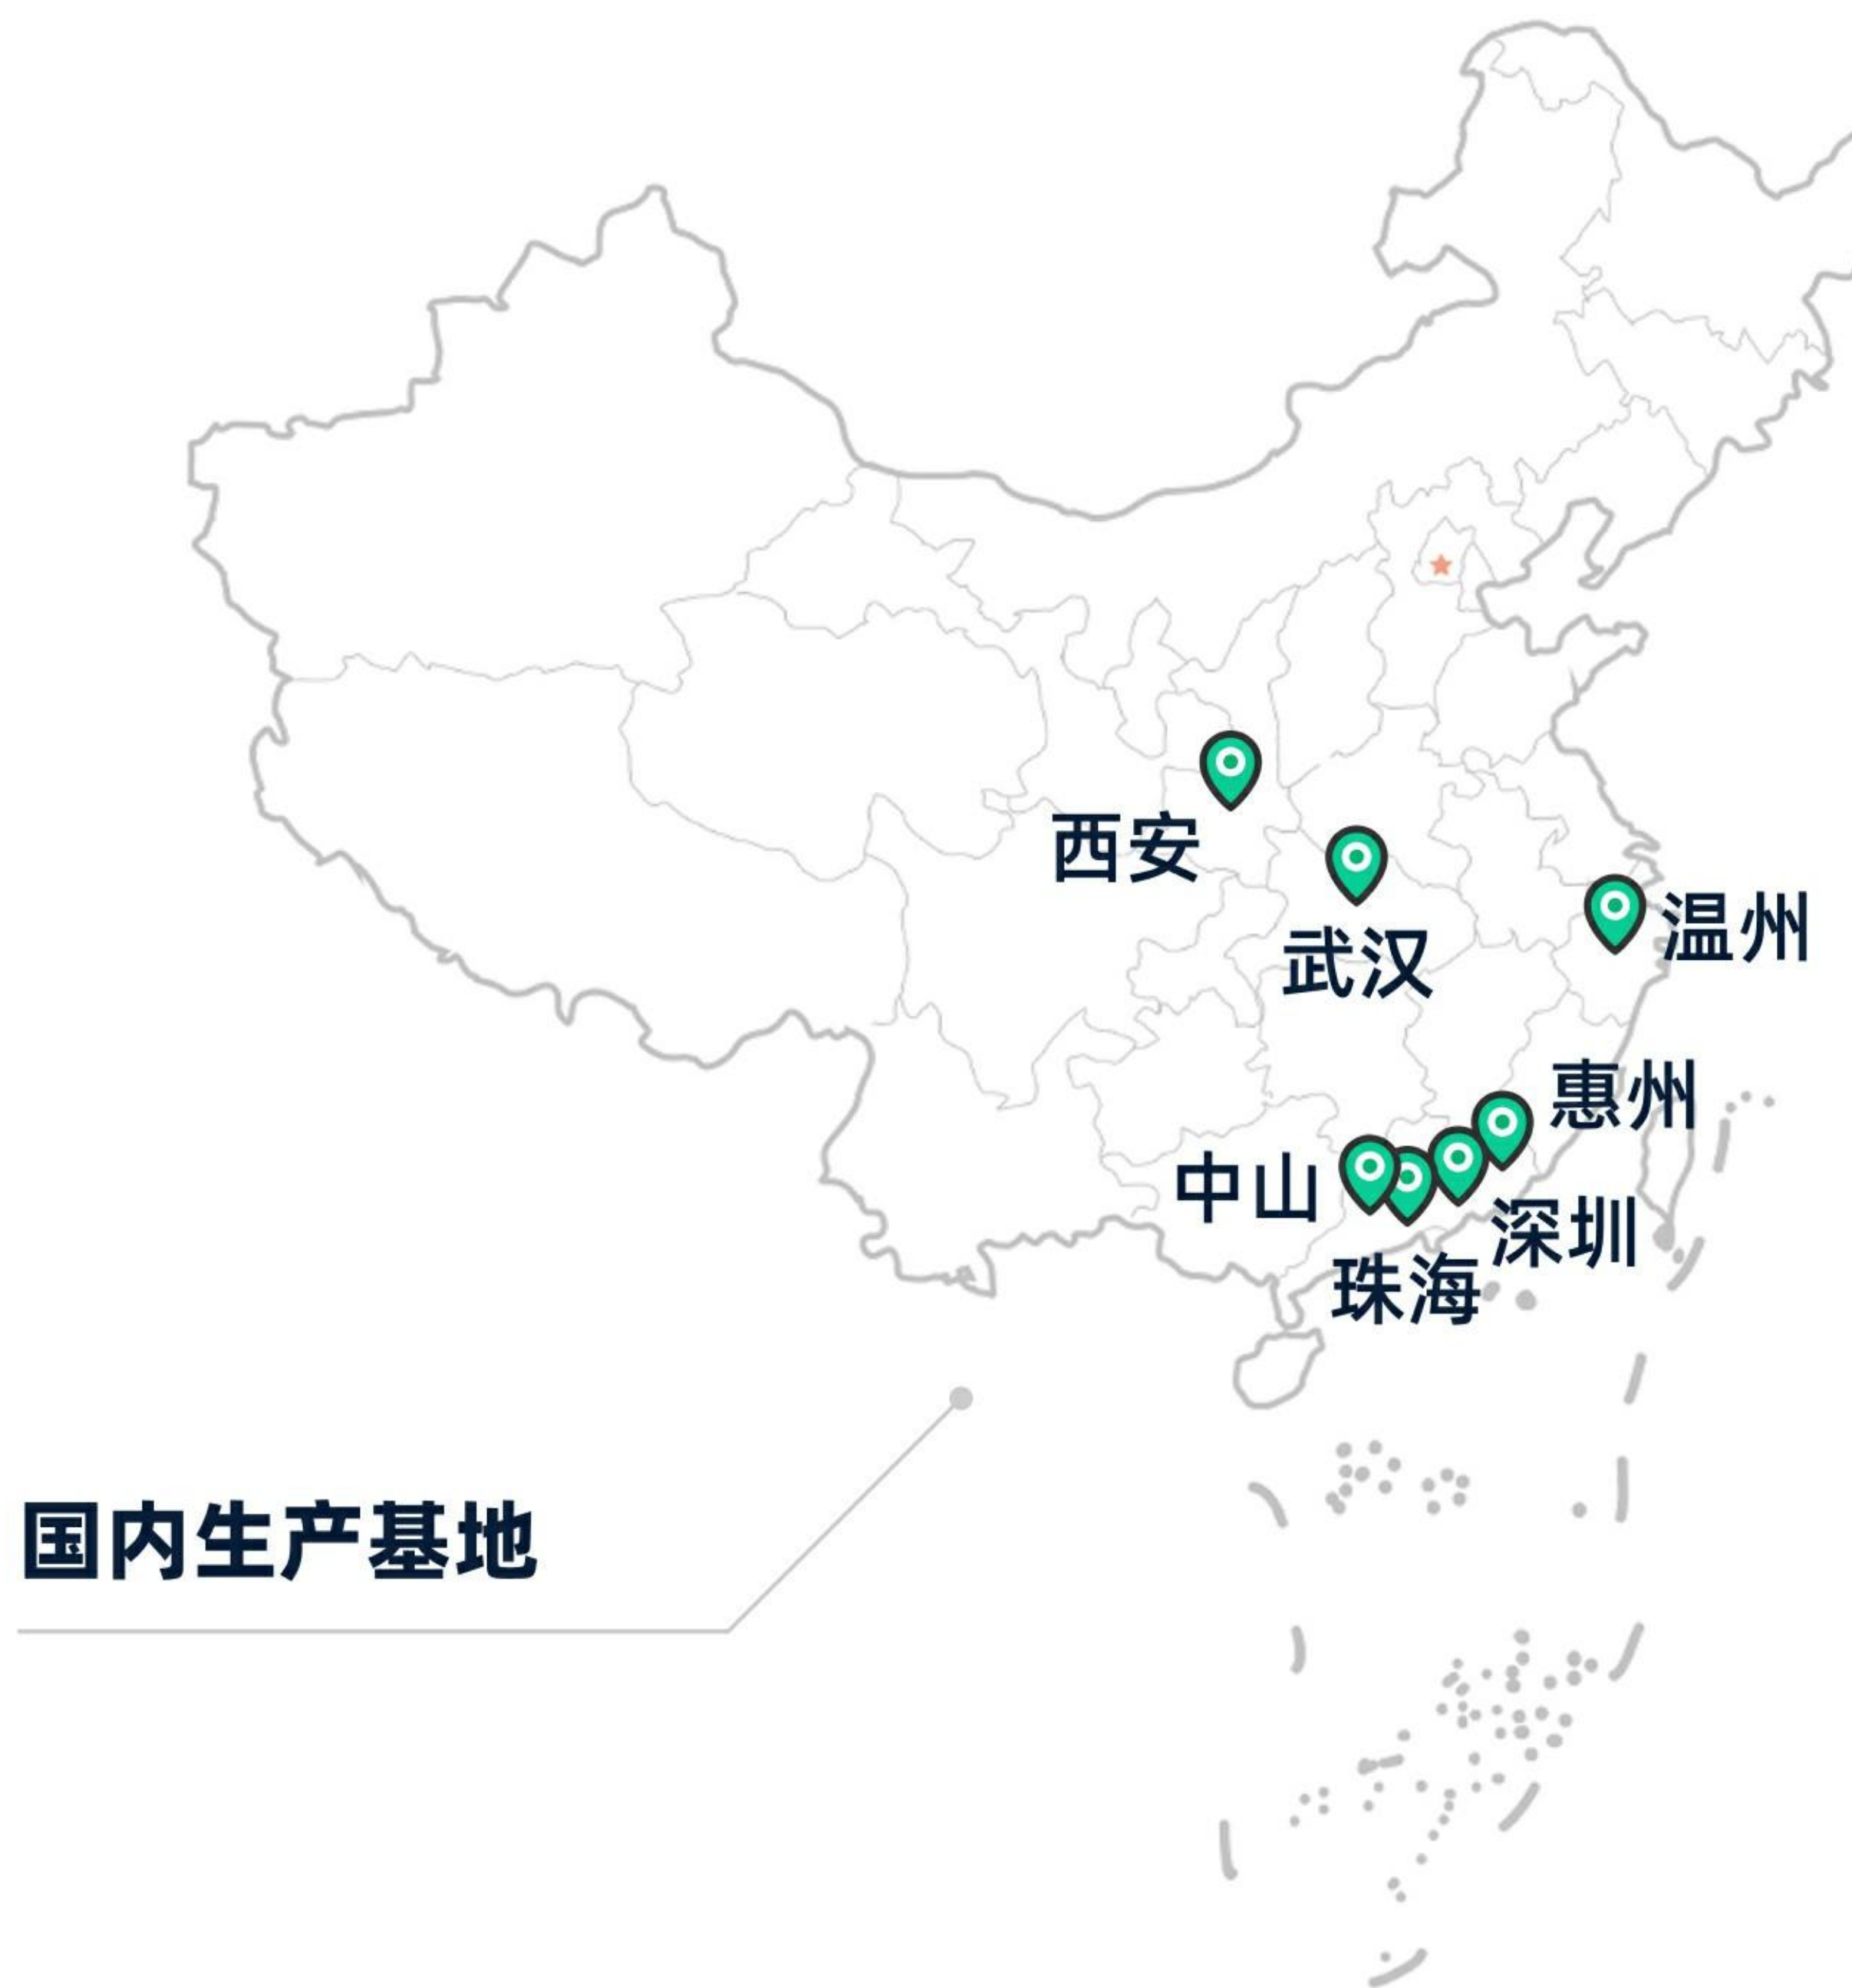 西安
武汉
温州
惠州
中山
深圳
珠海
国内生产基地